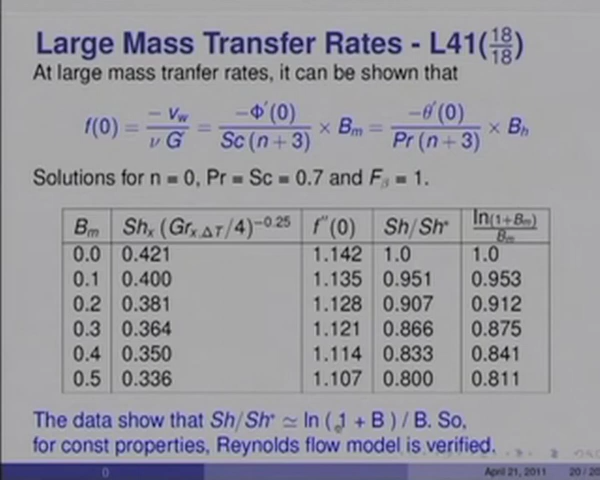 Large Mass Transfer Rates - L41(18/18)
At large mass tranfer rates, it can be shown that
f(0) = -v_w / ν G' = -Φ'(0) / Sc (n + 3) × B_m = -θ'(0) / Pr (n + 3) × B_h
Solutions for n = 0, Pr = Sc = 0.7 and F_β = 1.
B_m Sh_x (Gr_x,ΔT/4)^-0.25 f''(0) Sh/Sh* ln(1+B_m)/B_m
0.0 0.421 1.142 1.0 1.0
0.1 0.400 1.135 0.951 0.953
0.2 0.381 1.128 0.907 0.912
0.3 0.364 1.121 0.866 0.875
0.4 0.350 1.114 0.833 0.841
0.5 0.336 1.107 0.800 0.811
The data show that Sh/Sh* ≃ ln ( 1 + B ) / B. So,
for const properties, Reynolds flow model is verified.
() April 21, 2011 20 / 20